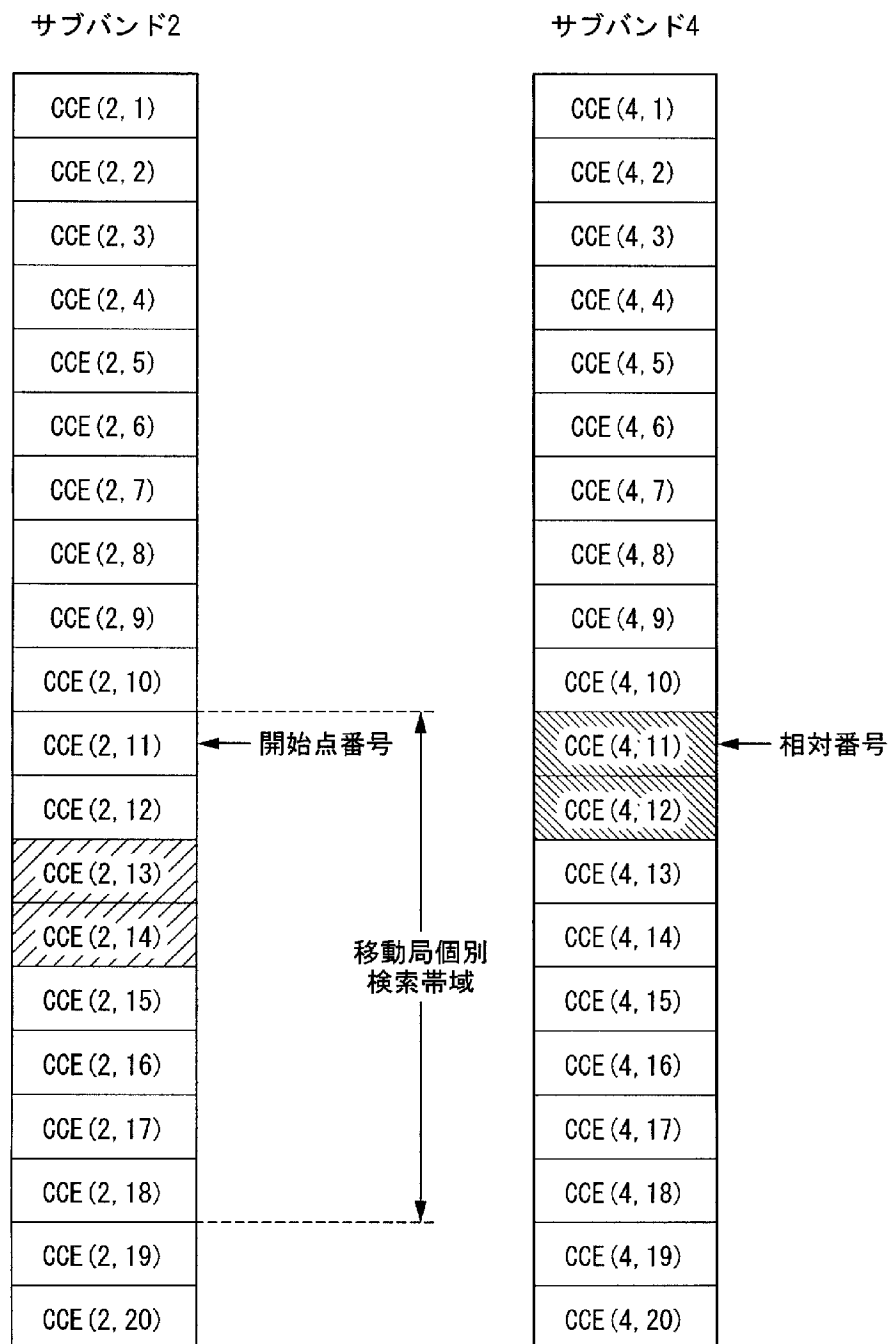 サブバンド2
CCE(2, 1)
CCE(2, 2)
CCE(2, 3)
CCE(2, 4)
CCE(2, 5)
CCE(2, 6)
CCE(2, 7)
CCE(2, 8)
CCE(2, 9)
CCE(2, 10)
CCE(2, 11)
開始点番号
CCE(2, 12)
CCE(2, 13)
CCE(2, 14)
CCE(2, 15)
CCE(2, 16)
CCE(2, 17)
CCE(2, 18)
CCE(2, 19)
CCE(2, 20)
移動局個別
検索帯域
サブバンド4
CCE(4, 1)
CCE(4, 2)
CCE(4, 3)
CCE(4, 4)
CCE(4, 5)
CCE(4, 6)
CCE(4, 7)
CCE(4, 8)
CCE(4, 9)
CCE(4, 10)
CCE(4, 11)
相対番号
CCE(4, 12)
CCE(4, 13)
CCE(4, 14)
CCE(4, 15)
CCE(4, 16)
CCE(4, 17)
CCE(4, 18)
CCE(4, 19)
CCE(4, 20)